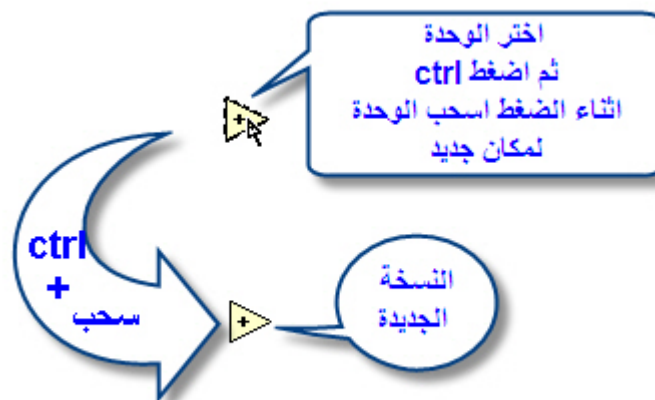 اختر الوحدة
ثم اضغط ctrl
اثناء الضغط اسحب الوحدة
لمكان جديد
ctrl
+
سحب
النسخة
الجديدة